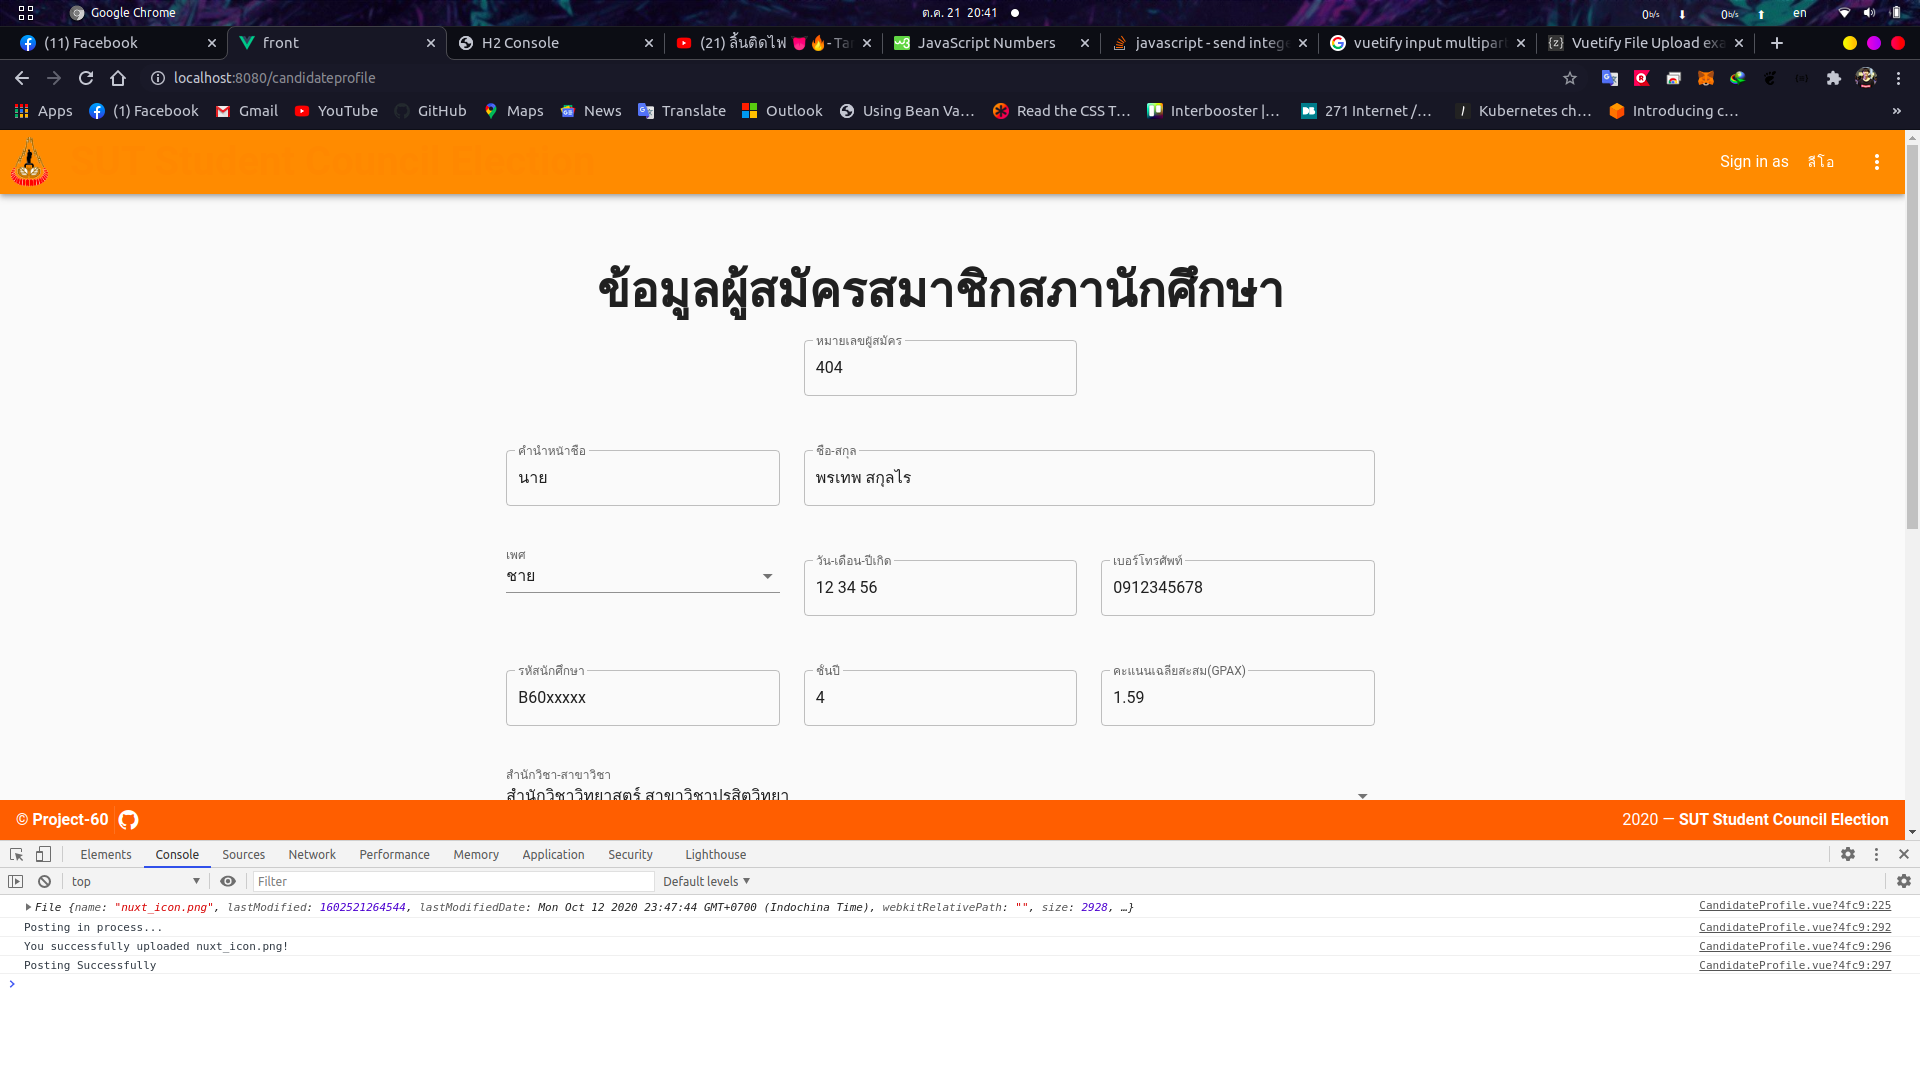 Google Chrome
ต.ค. 21 20:41
0 b/s
0 b/s
en
(11) Facebook
front
H2 Console
(21) ลิ้นติดไฟ 👅🔥- Tar
JavaScript Numbers
javascript - send intege
vuetify input multipart
Vuetify File Upload exa
localhost:8080/candidateprofile
Apps
(1) Facebook
Gmail
YouTube
GitHub
Maps
News
Translate
Outlook
Using Bean Va…
Read the CSS T…
Interbooster |…
271 Internet /…
Kubernetes ch…
Introducing c…
»
SUT Student Council Election
Sign in as ลีโอ
ข้อมูลผู้สมัครสมาชิกสภานักศึกษา
หมายเลขผู้สมัคร
404
คำนำหน้าชื่อ
นาย
ชื่อ-สกุล
พรเทพ สกุลไร
เพศ
ชาย
วัน-เดือน-ปีเกิด
12 34 56
เบอร์โทรศัพท์
0912345678
รหัสนักศึกษา
B60xxxxx
ชั้นปี
4
คะแนนเฉลี่ยสะสม(GPAX)
1.59
สำนักวิชา-สาขาวิชา
สำนักวิชาวิทยาสตร์ สาขาวิชาปรสิตวิทยา
© Project-60
2020 — SUT Student Council Election
Elements
Console
Sources
Network
Performance
Memory
Application
Security
Lighthouse
top
Filter
Default levels
File {name: "nuxt_icon.png", lastModified: 1602521264544, lastModifiedDate: Mon Oct 12 2020 23:47:44 GMT+0700 (Indochina Time), webkitRelativePath: "", size: 2928, …}
CandidateProfile.vue?4fc9:225
Posting in process...
CandidateProfile.vue?4fc9:292
You successfully uploaded nuxt_icon.png!
CandidateProfile.vue?4fc9:296
Posting Successfully
CandidateProfile.vue?4fc9:297